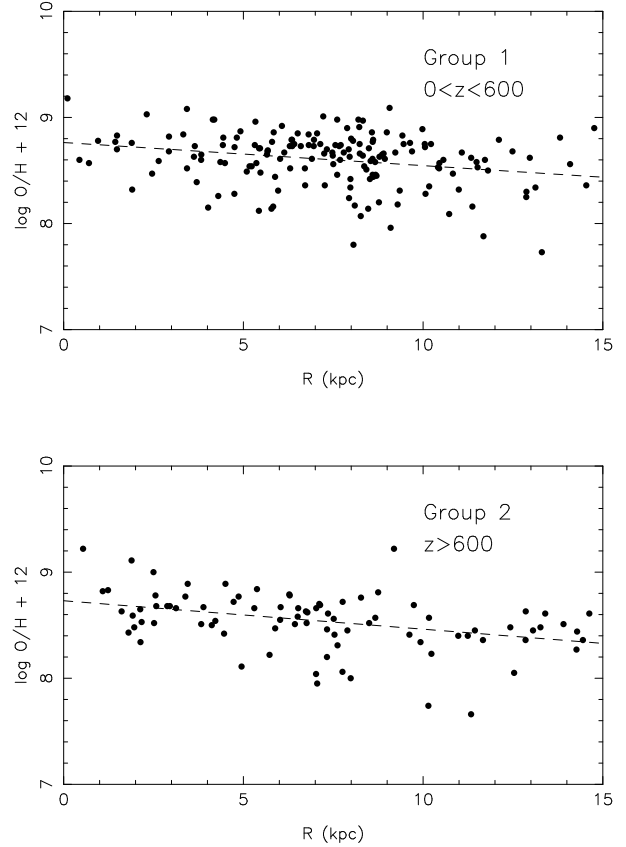 10
9
8
7
log O/H + 12
Group 1
0<z<600
0 5 10 15
R (kpc)
10
9
8
7
log O/H + 12
Group 2
z>600
0 5 10 15
R (kpc)